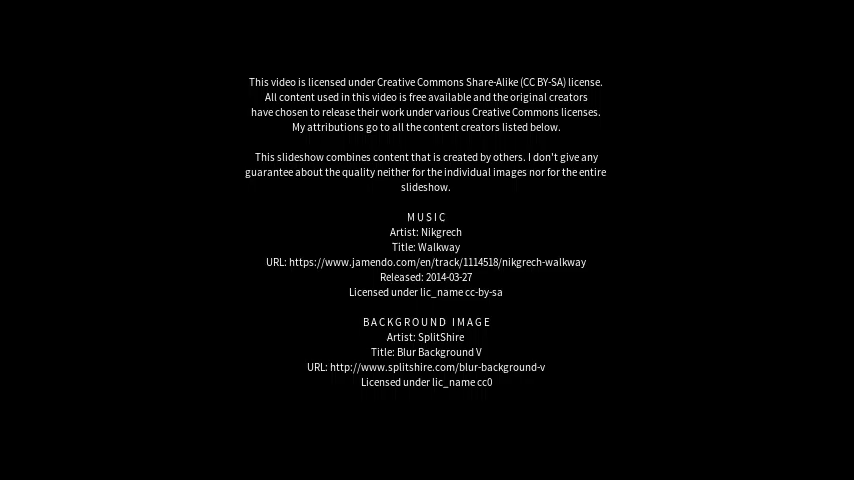 This video is licensed under Creative Commons Share-Alike (CC BY-SA) license.
All content used in this video is free available and the original creators
have chosen to release their work under various Creative Commons licenses.
My attributions go to all the content creators listed below.
This slideshow combines content that is created by others. I don't give any
guarantee about the quality neither for the individual images nor for the entire
slideshow.
MUSIC
Artist: Nikgrech
Title: Walkway
URL: https://www.jamendo.com/en/track/1114518/nikgrech-walkway
Released: 2014-03-27
Licensed under lic_name cc-by-sa
BACKGROUND IMAGE
Artist: SplitShire
Title: Blur Background V
URL: http://www.splitshire.com/blur-background-v
Licensed under lic_name cc0